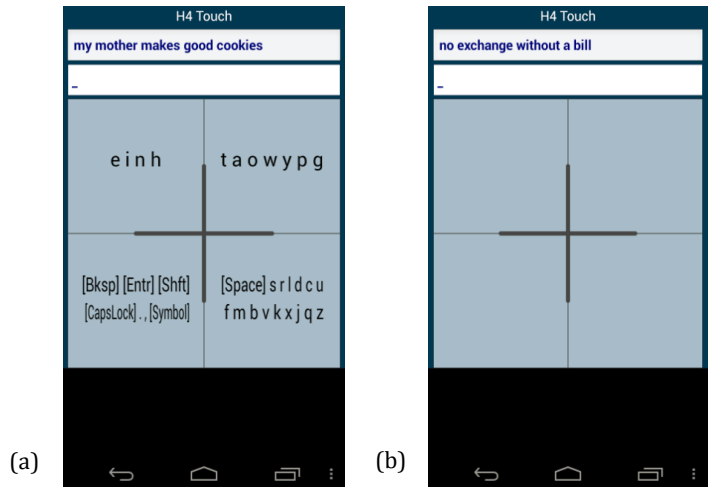 H4 Touch
my mother makes good cookies
_
e i n h
t a o w y p g
[Bksp] [Entr] [Shft]
[CapsLock] . , [Symbol]
[Space] s r l d c u
f m b v k x j q z
(a)
H4 Touch
no exchange without a bill
_
(b)